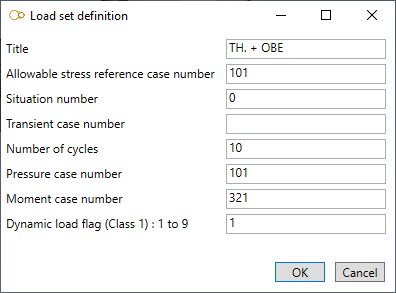 Load set definition
Title TH. + OBE
Allowable stress reference case number 101
Situation number 0
Transient case number
Number of cycles 10
Pressure case number 101
Moment case number 321
Dynamic load flag (Class 1) : 1 to 9 1
OK Cancel